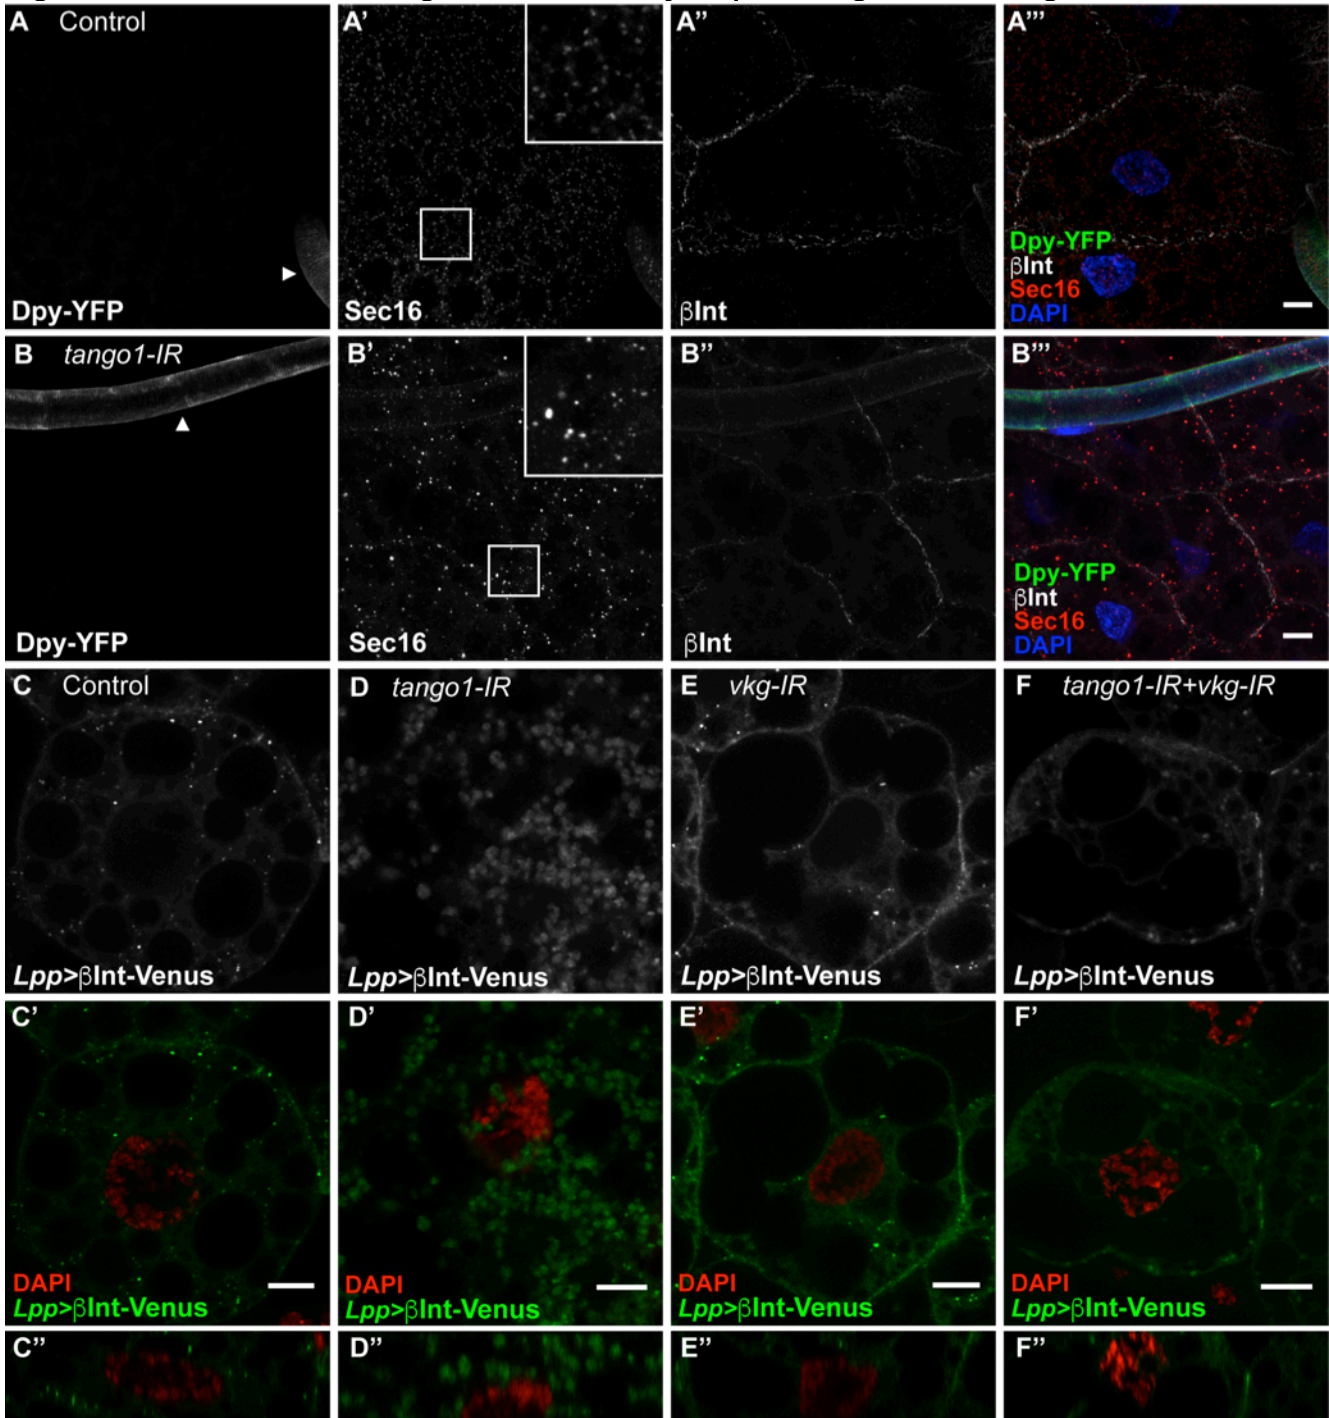 A Control
Dpy-YFP
A’
Sec16
A’’
βInt
A’’’
Dpy-YFP
βInt
Sec16
DAPI
B tango1-IR
Dpy-YFP
B’
Sec16
B’’
βInt
B’’’
Dpy-YFP
βInt
Sec16
DAPI
C Control
Lpp>βInt-Venus
D tango1-IR
Lpp>βInt-Venus
E vkg-IR
Lpp>βInt-Venus
F tango1-IR+vkg-IR
Lpp>βInt-Venus
C’
DAPI
Lpp>βInt-Venus
D’
DAPI
Lpp>βInt-Venus
E’
DAPI
Lpp>βInt-Venus
F’
DAPI
Lpp>βInt-Venus
C’’
D’’
E’’
F’’